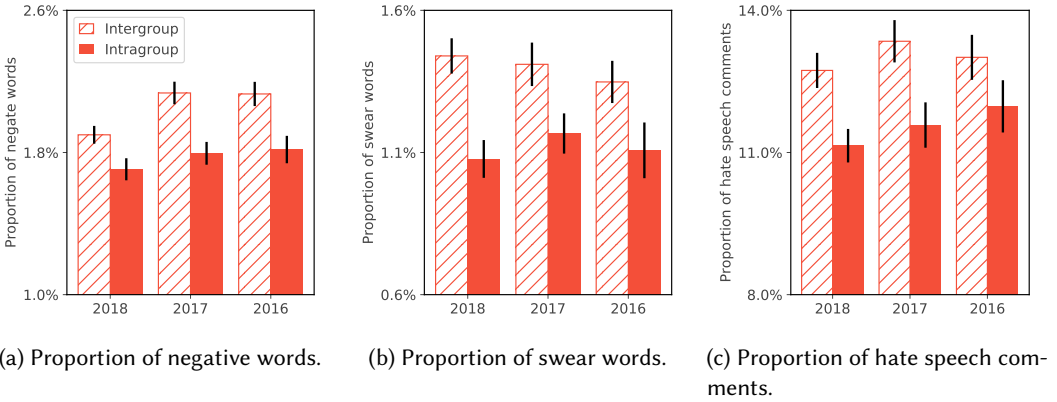 2.6%
Intergroup
Intragroup
1.8%
1.0%
Proportion of negate words
2018 2017 2016
(a) Proportion of negative words.
1.6%
1.1%
0.6%
Proportion of swear words
2018 2017 2016
(b) Proportion of swear words.
14.0%
11.0%
8.0%
Proportion of hate speech comments
2018 2017 2016
(c) Proportion of hate speech com-
ments.